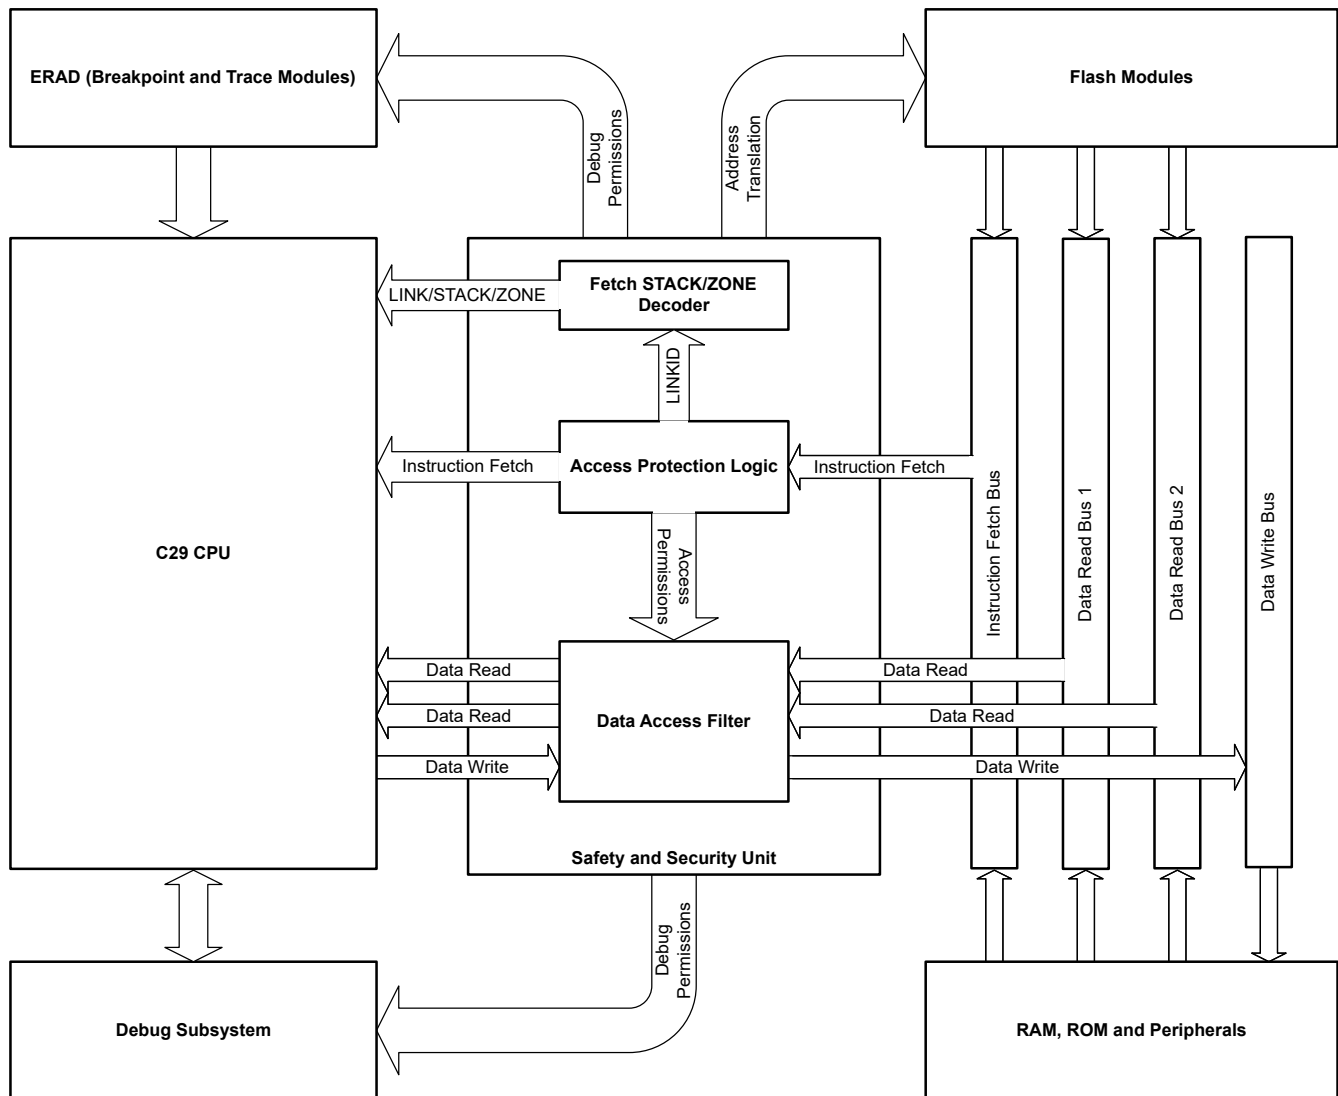 ERAD (Breakpoint and Trace Modules)
Debug
Permissions
Address
Translation
Flash Modules
LINK/STACK/ZONE
Fetch STACK/ZONE
Decoder
LINKID
Instruction Fetch
Access Protection Logic
Instruction Fetch
C29 CPU
Access
Permissions
Instruction Fetch Bus
Data Read Bus 1
Data Read Bus 2
Data Write Bus
Data Read
Data Read
Data Read
Data Access Filter
Data Read
Data Write
Data Write
Safety and Security Unit
Debug
Permissions
Debug Subsystem
RAM, ROM and Peripherals